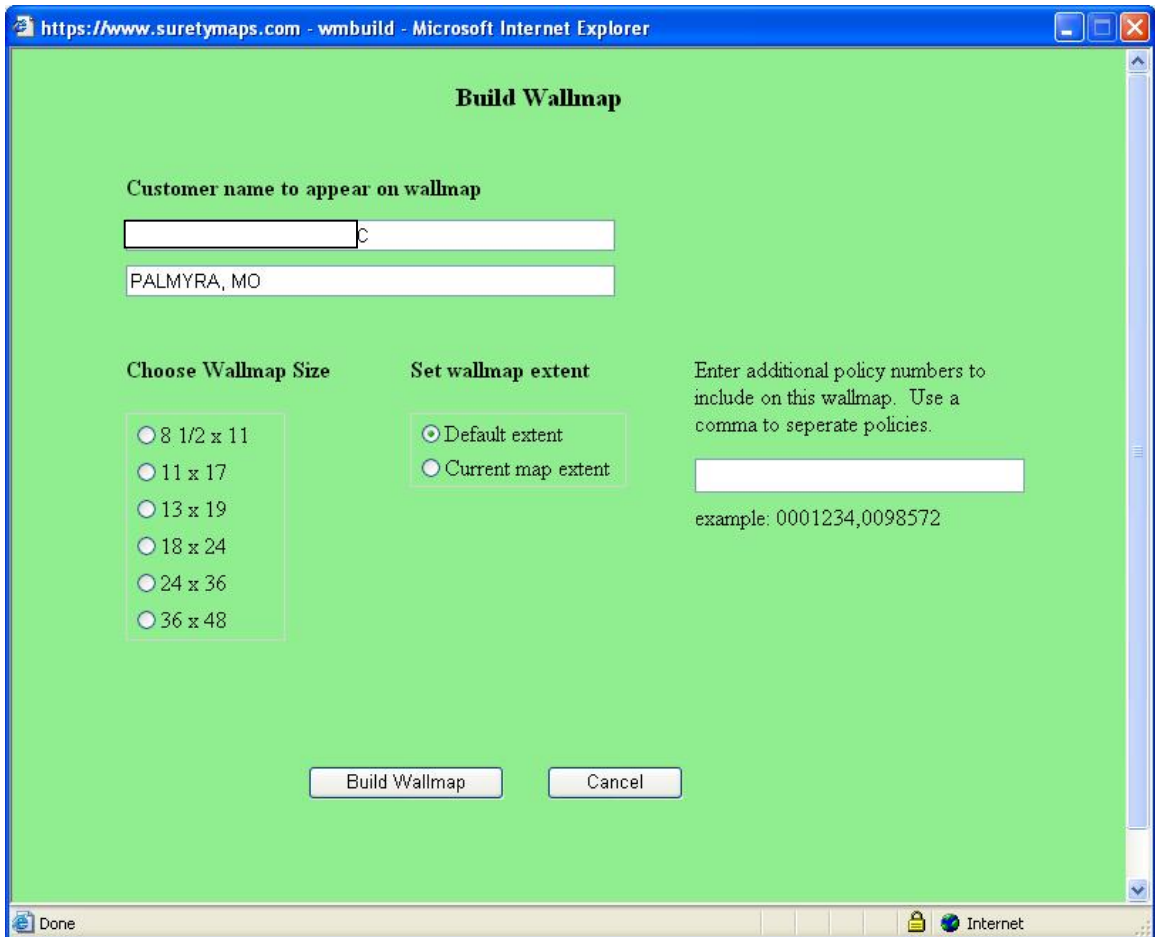 https://www.suretymaps.com - wmbuild - Microsoft Internet Explorer
Build Wallmap
Customer name to appear on wallmap
C
PALMYRA, MO
Choose Wallmap Size
8 1/2 x 11
11 x 17
13 x 19
18 x 24
24 x 36
36 x 48
Set wallmap extent
Default extent
Current map extent
Enter additional policy numbers to
include on this wallmap. Use a
comma to seperate policies.
example: 0001234,0098572
Build Wallmap
Cancel
Done
Internet